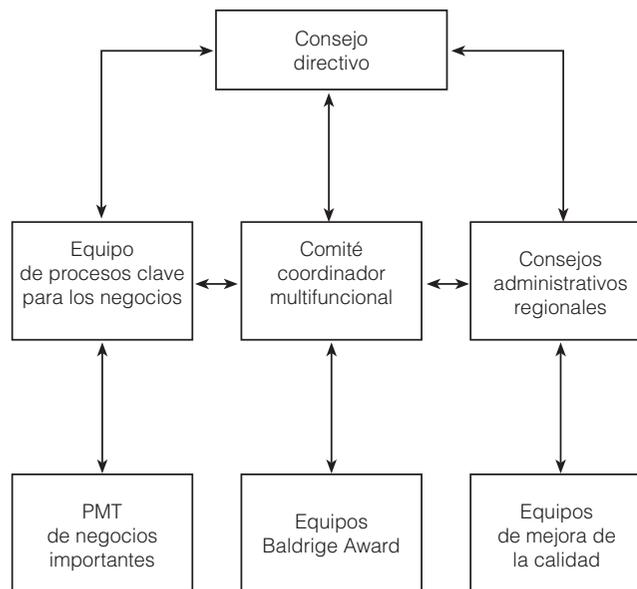 Consejo
directivo
Equipo
de procesos clave
para los negocios
Comité
coordinador
multifuncional
Consejos
administrativos
regionales
PMT
de negocios
importantes
Equipos
Baldrige Award
Equipos
de mejora de
la calidad